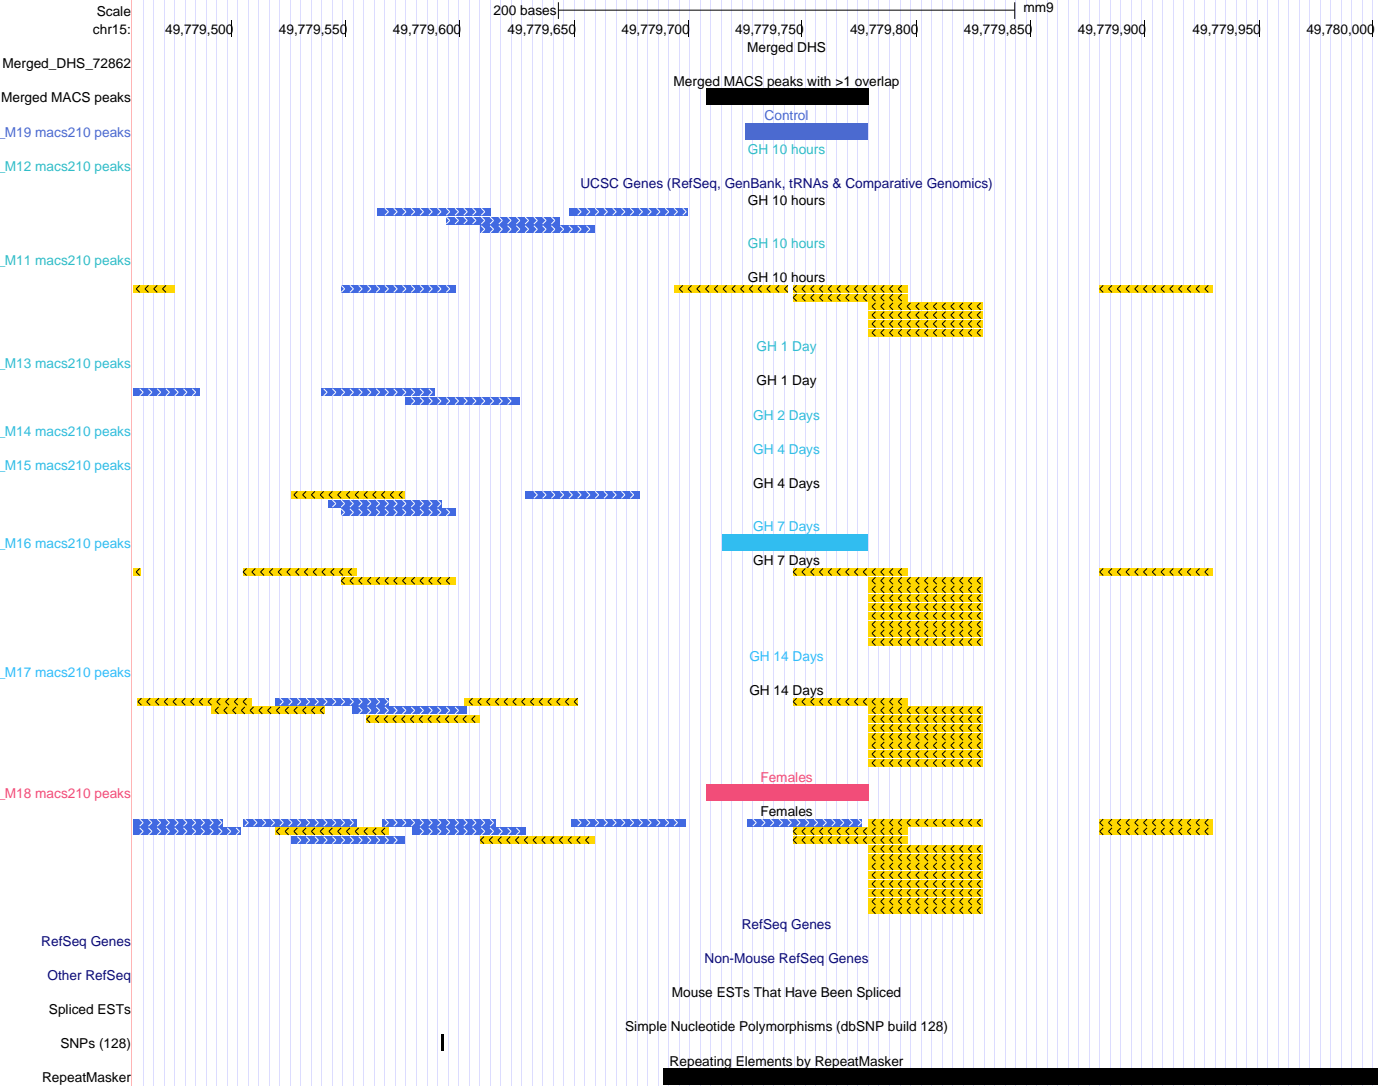 Scale 200 bases mm9
chr15: 49,779,500 49,779,550 49,779,600 49,779,650 49,779,700 49,779,750 49,779,800 49,779,850 49,779,900 49,779,950 49,780,000
Merged DHS
Merged_DHS_72862
Merged MACS peaks with >1 overlap
Merged MACS peaks
Control
_M19 macs210 peaks
GH 10 hours
_M12 macs210 peaks
UCSC Genes (RefSeq, GenBank, tRNAs & Comparative Genomics)
GH 10 hours
GH 10 hours
_M11 macs210 peaks
GH 10 hours
GH 1 Day
_M13 macs210 peaks
GH 1 Day
GH 2 Days
_M14 macs210 peaks
GH 4 Days
_M15 macs210 peaks
GH 4 Days
GH 7 Days
_M16 macs210 peaks
GH 7 Days
GH 14 Days
_M17 macs210 peaks
GH 14 Days
Females
_M18 macs210 peaks
Females
RefSeq Genes
RefSeq Genes
Non-Mouse RefSeq Genes
Other RefSeq
Mouse ESTs That Have Been Spliced
Spliced ESTs
Simple Nucleotide Polymorphisms (dbSNP build 128)
SNPs (128)
Repeating Elements by RepeatMasker
RepeatMasker